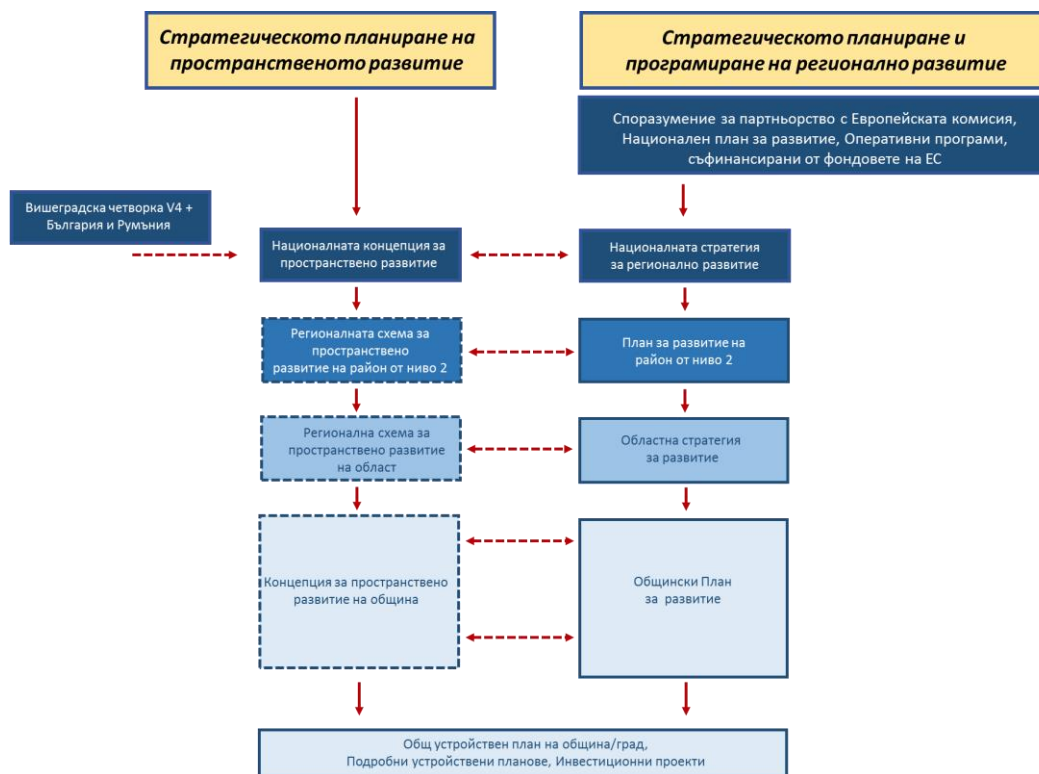 Стратегическото планиране на
пространственото развитие
Стратегическото планиране и
програмиране на регионално развитие
Споразумение за партньорство с Европейската комисия,
Национален план за развитие, Оперативни програми,
съфинансирани от фондовете на ЕС
Вишеградска четворка V4 +
България и Румъния
Националната концепция за
пространствено развитие
Националната стратегия
за регионално развитие
Регионалната схема за
пространствено
развитие на район от ниво 2
План за развитие на
район от ниво 2
Регионална схема за
пространствено развитие
на област
Областна стратегия
за развитие
Концепция за пространствено
развитие на община
Общински План
за развитие
Общ устройствен план на община/град,
Подробни устройствени планове, Инвестиционни проекти